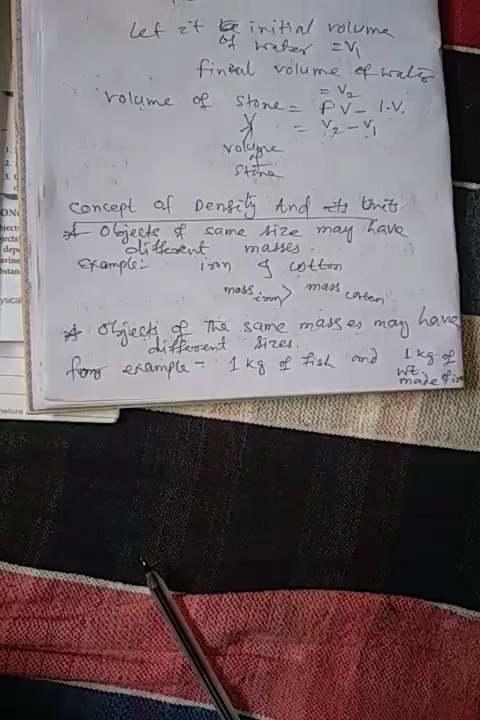 Let it be initial volume
of water = V1
final volume of water
= V2
volume of stone = F V - I.V.
V = V2 - V1
volume
of
stone
Concept of Density And Its Units.
* Objects of same size may have
different masses.
Example:- iron & cotton
mass iron > mass cotton
* Objects of the same masses may have
different sizes.
for example - 1 kg of fish and 1 kg of
wt.
made